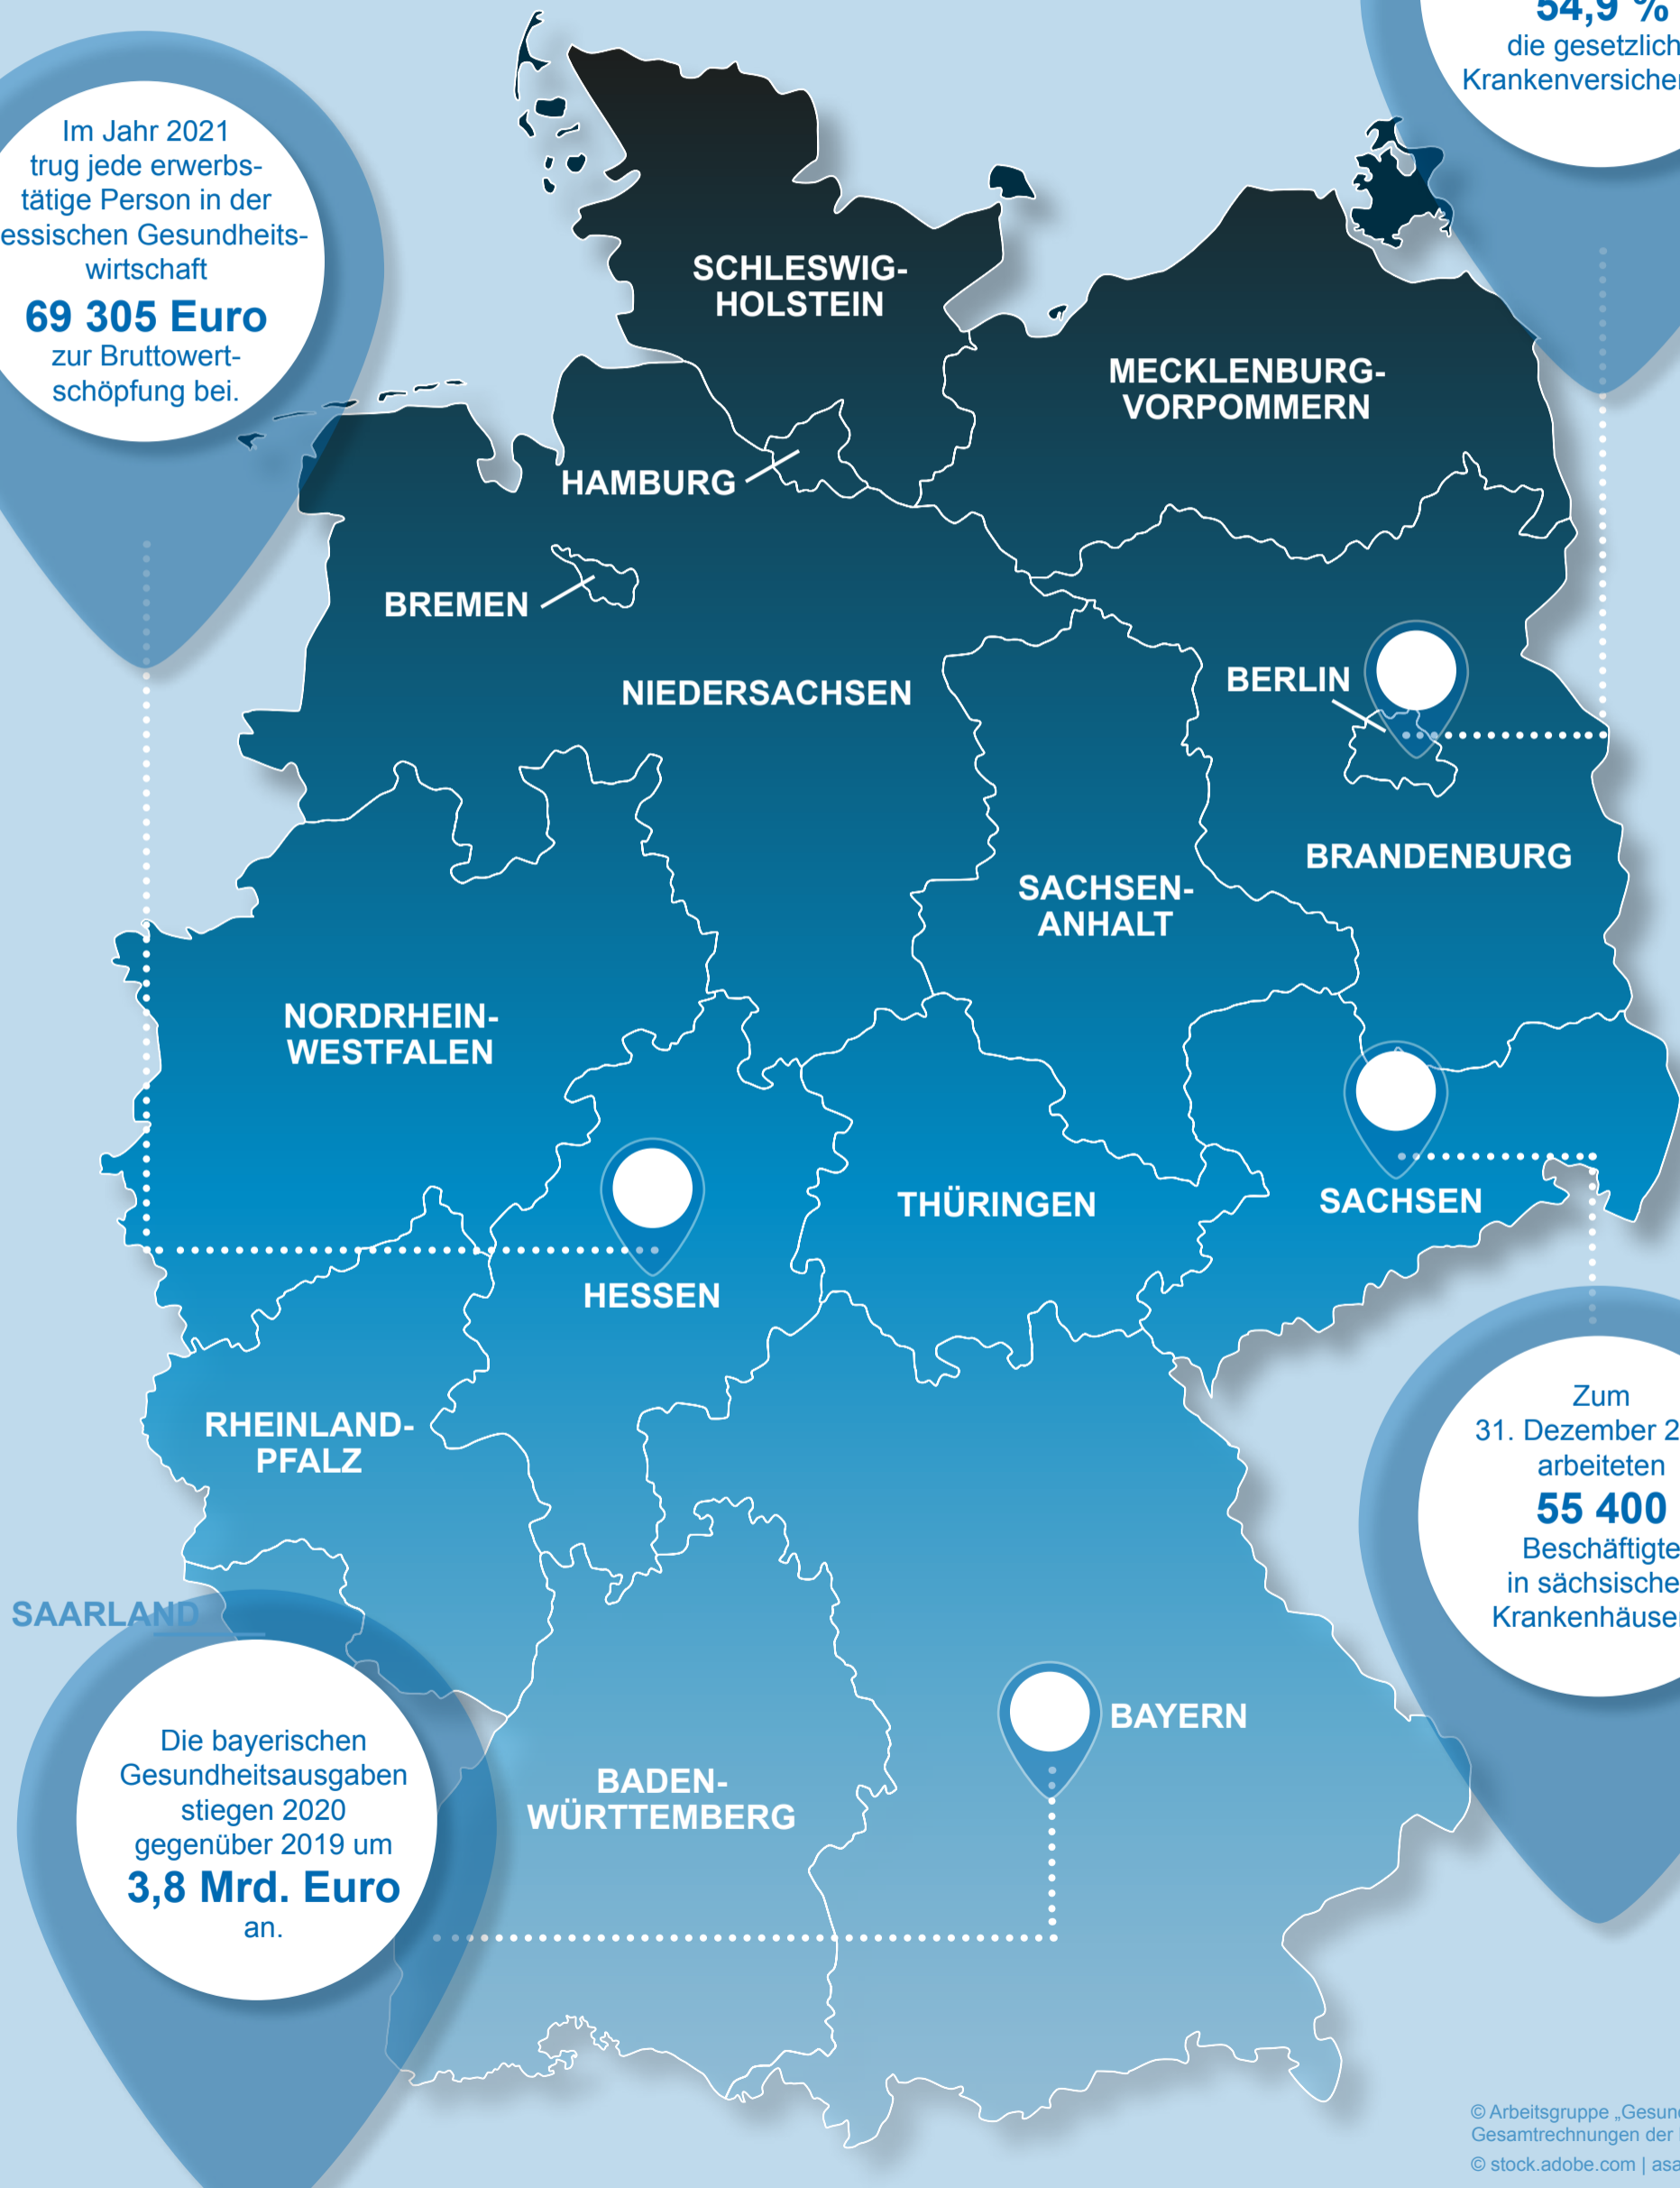 54,9 %
die gesetzlich
Krankenversicher
Im Jahr 2021
trug jede erwerbs-
tätige Person in der
essischen Gesundheits-
wirtschaft
69 305 Euro
zur Bruttowert-
schöpfung bei.
SCHLESWIG-
HOLSTEIN
MECKLENBURG-
VORPOMMERN
HAMBURG
BREMEN
NIEDERSACHSEN
BERLIN
BRANDENBURG
SACHSEN-
ANHALT
NORDRHEIN-
WESTFALEN
THÜRINGEN
SACHSEN
HESSEN
RHEINLAND-
PFALZ
Zum
31. Dezember 2
arbeiteten
55 400
Beschäftigte
in sächsische
Krankenhäuse
SAARLAND
BAYERN
Die bayerischen
Gesundheitsausgaben
stiegen 2020
gegenüber 2019 um
3,8 Mrd. Euro
an.
BADEN-
WÜRTTEMBERG
© Arbeitsgruppe „Gesun
Gesamtrechnungen der
© stock.adobe.com | asa